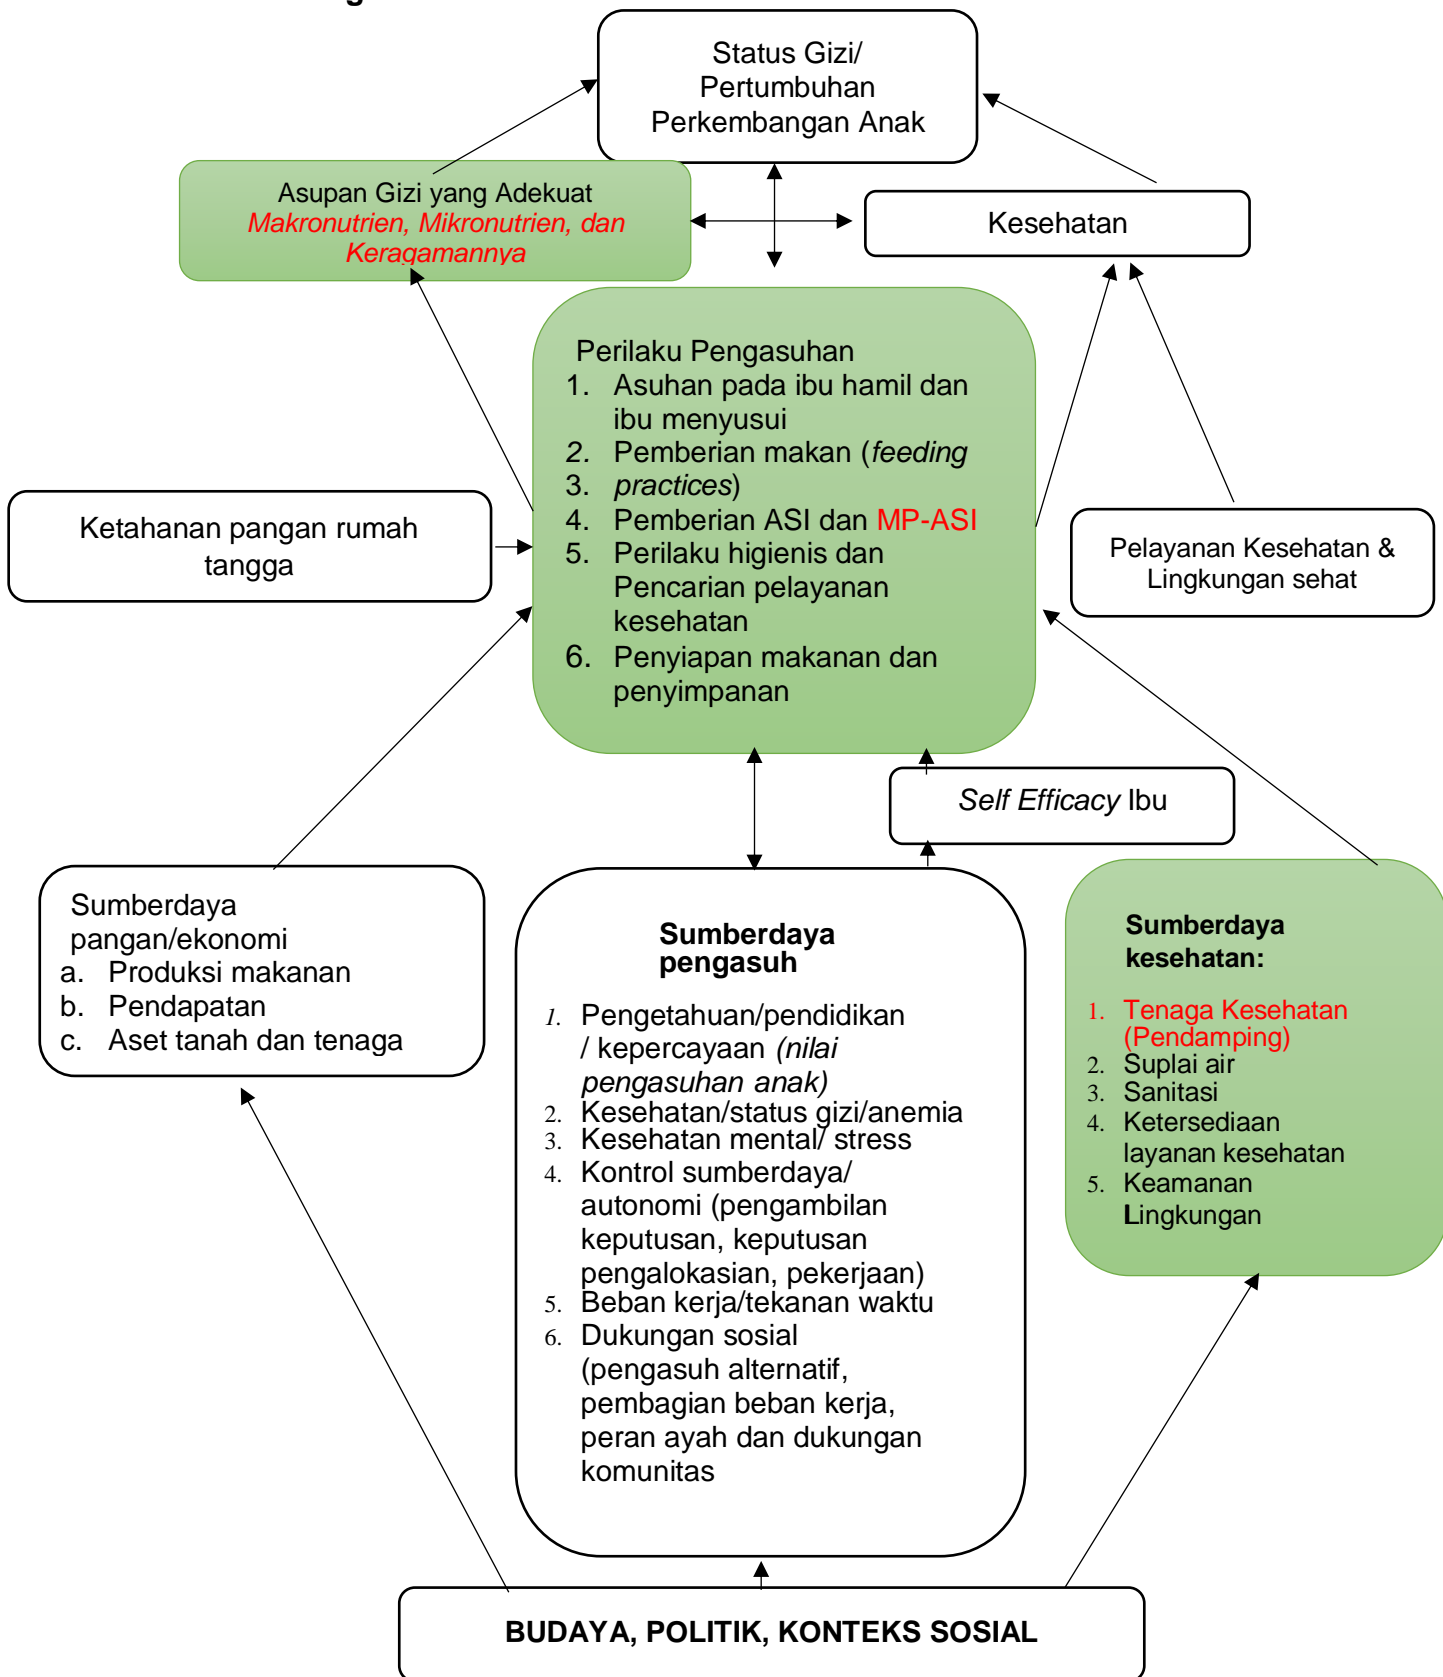 g
Status Gizi/
Pertumbuhan
Perkembangan Anak
Asupan Gizi yang Adekuat
Makronutrien, Mikronutrien, dan
Keragamannya
Kesehatan
Perilaku Pengasuhan
1. Asuhan pada ibu hamil dan
ibu menyusui
2. Pemberian makan (feeding
3. practices)
4. Pemberian ASI dan MP-ASI
5. Perilaku higienis dan
Pencarian pelayanan
kesehatan
6. Penyiapan makanan dan
penyimpanan
Ketahanan pangan rumah
tangga
Pelayanan Kesehatan &
Lingkungan sehat
Self Efficacy Ibu
Sumberdaya
pangan/ekonomi
a. Produksi makanan
b. Pendapatan
c. Aset tanah dan tenaga
Sumberdaya
pengasuh
1. Pengetahuan/pendidikan
/ kepercayaan (nilai
pengasuhan anak)
2. Kesehatan/status gizi/anemia
3. Kesehatan mental/ stress
4. Kontrol sumberdaya/
autonomi (pengambilan
keputusan, keputusan
pengalokasian, pekerjaan)
5. Beban kerja/tekanan waktu
6. Dukungan sosial
(pengasuh alternatif,
pembagian beban kerja,
peran ayah dan dukungan
komunitas
Sumberdaya
kesehatan:
1. Tenaga Kesehatan
(Pendamping)
2. Suplai air
3. Sanitasi
4. Ketersediaan
layanan kesehatan
5. Keamanan
Lingkungan
BUDAYA, POLITIK, KONTEKS SOSIAL